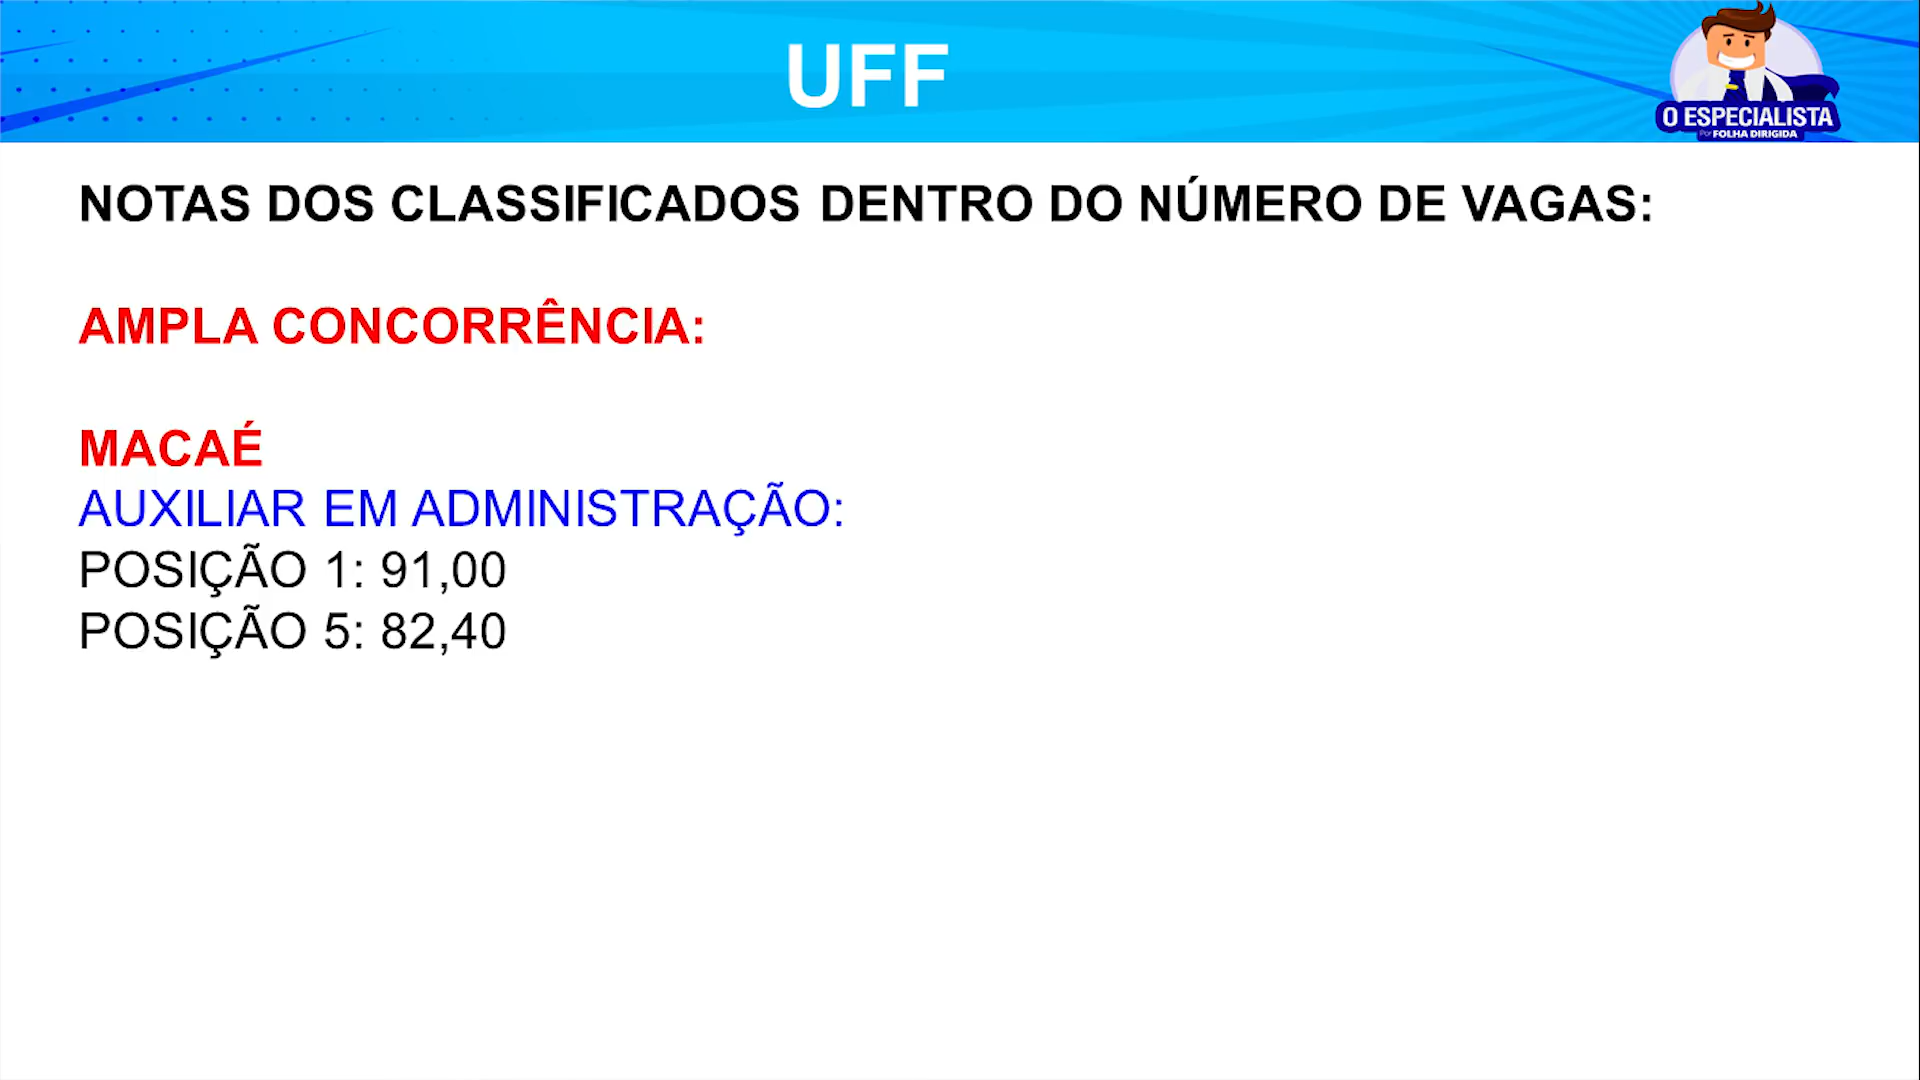 UFF
O ESPECIALISTA
Por FOLHA DIRIGIDA
NOTAS DOS CLASSIFICADOS DENTRO DO NÚMERO DE VAGAS:
AMPLA CONCORRÊNCIA:
MACAÉ
AUXILIAR EM ADMINISTRAÇÃO:
POSIÇÃO 1: 91,00
POSIÇÃO 5: 82,40